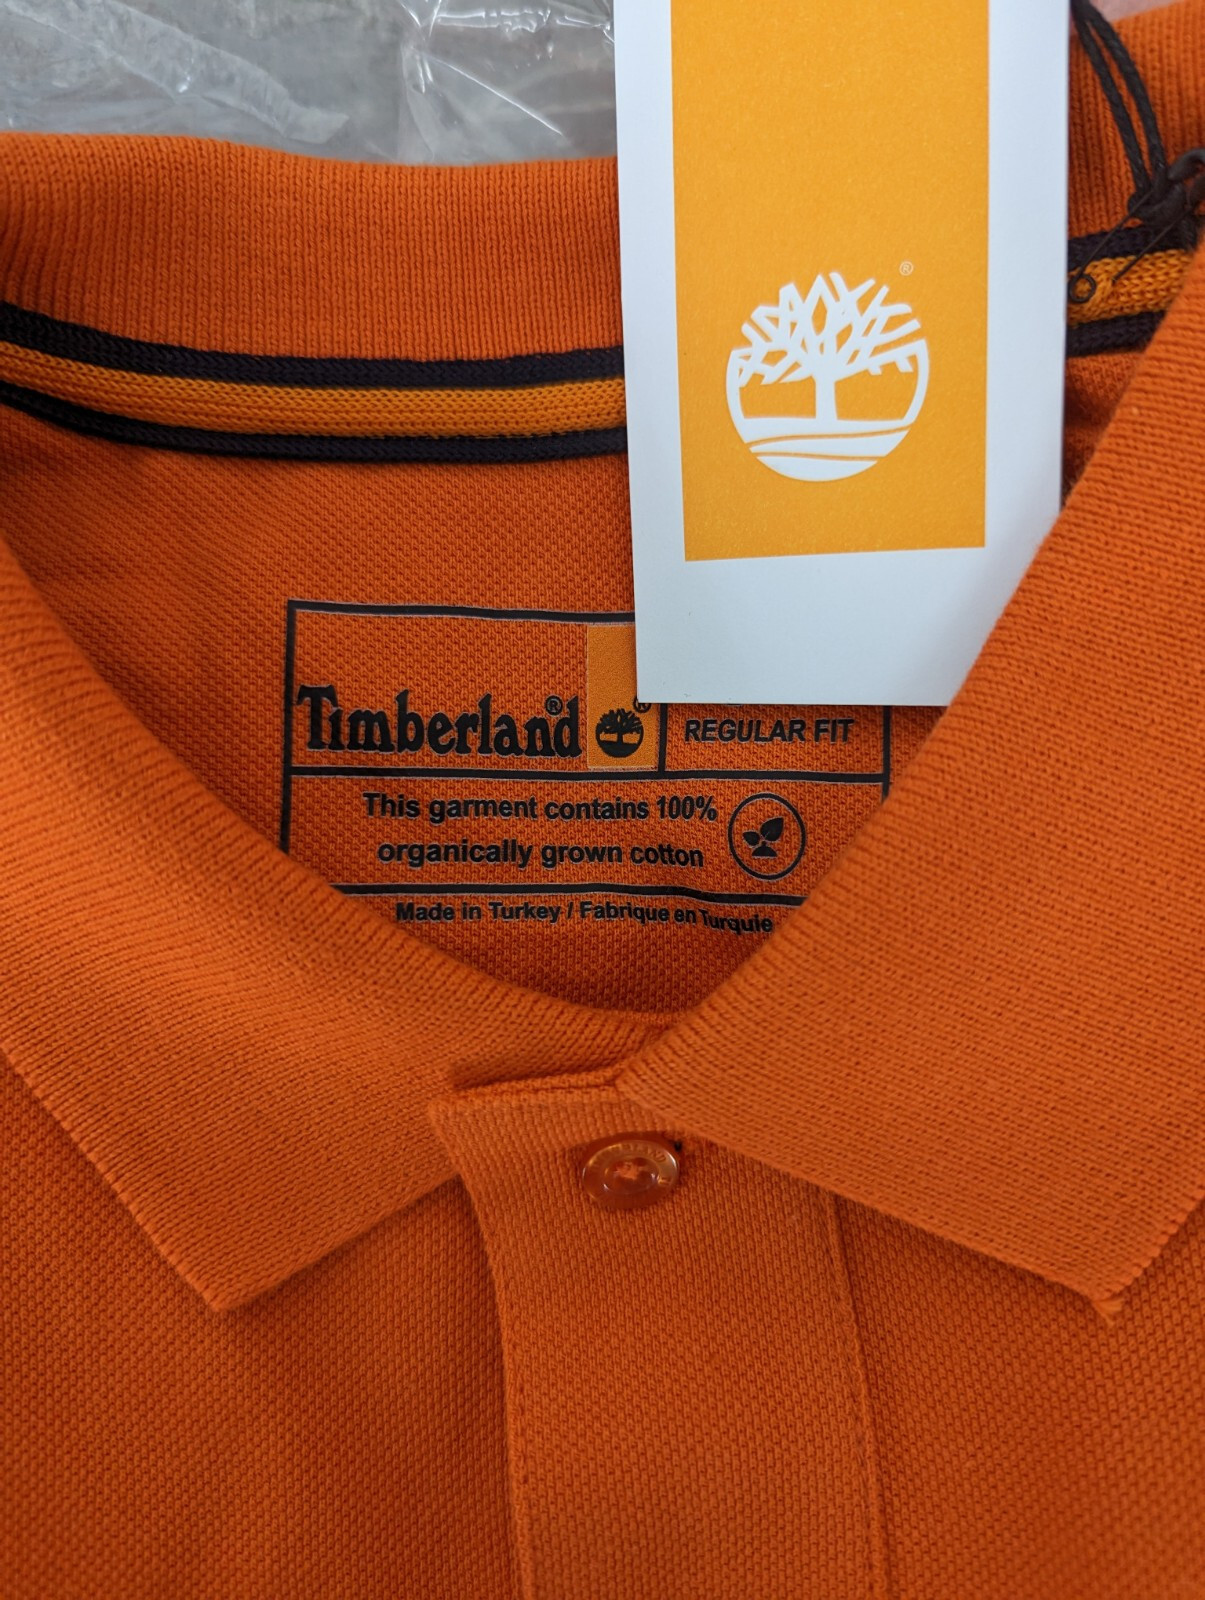 ®
Timberland® ®
REGULAR FIT
This garment contains 100%
organically grown cotton
Made in Turkey / Fabrique en Turquie